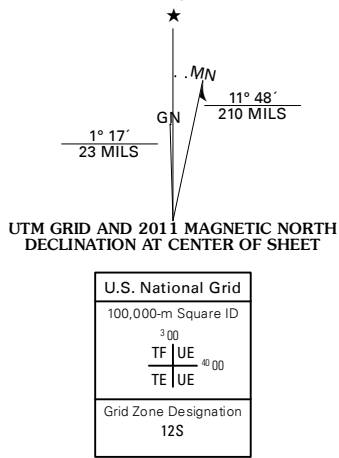 ★
MN
11° 48´
210 MILS
GN
1° 17´
23 MILS
UTM GRID AND 2011 MAGNETIC NORTH
DECLINATION AT CENTER OF SHEET
U.S. National Grid
100,000-m Square ID
³00
TF UE
⁴⁰00
TE UE
Grid Zone Designation
12S